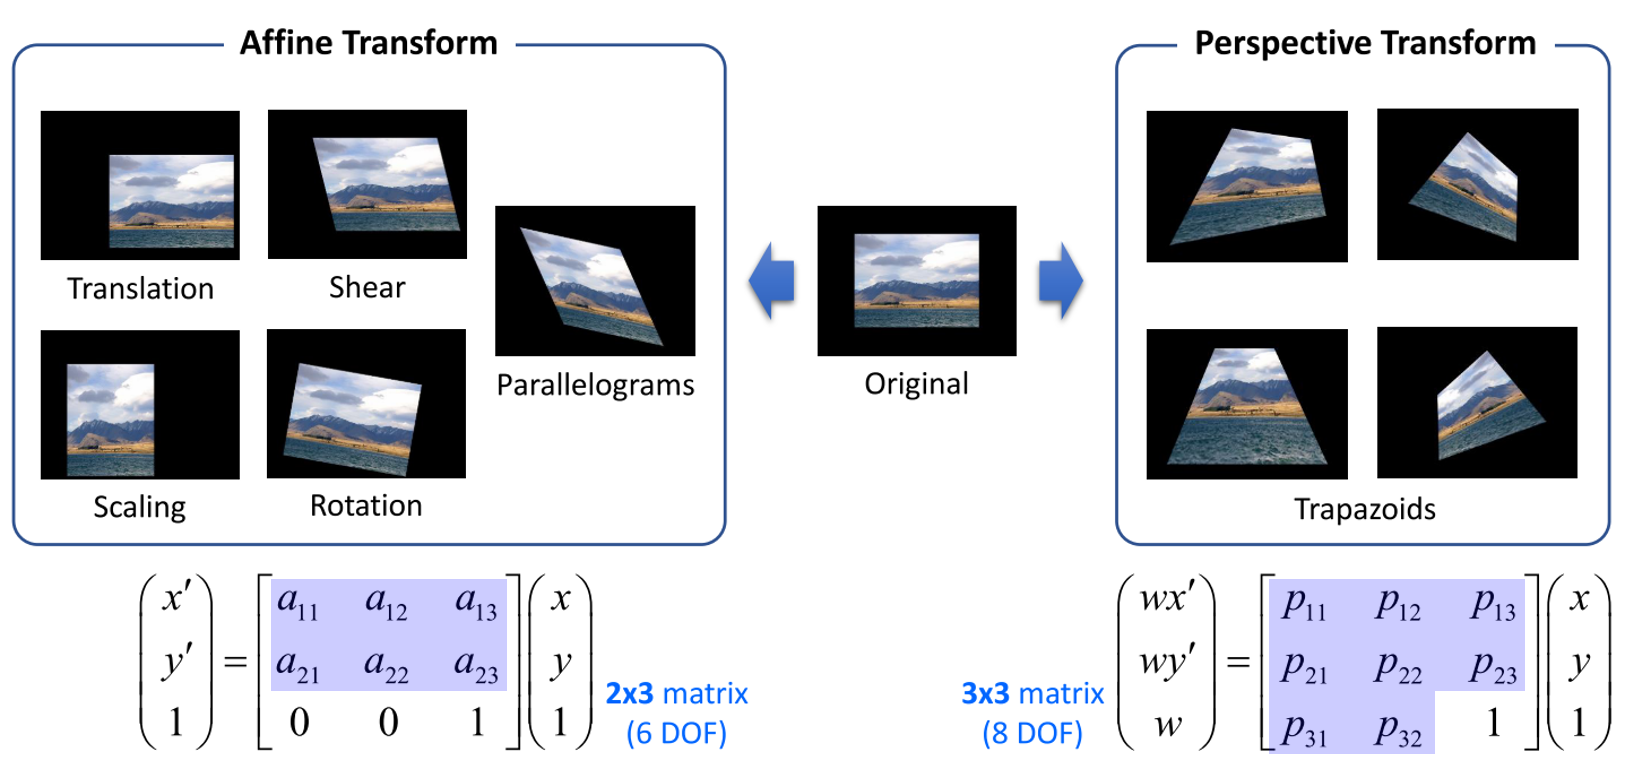 Affine Transform
Translation
Shear
Scaling
Rotation
Parallelograms
Original
Perspective Transform
Trapazoids
x′ = a11 a12 a13 x
y′ a21 a22 a23 y
1 0 0 1 1
2x3 matrix
(6 DOF)
3x3 matrix
(8 DOF)
wx′ = p11 p12 p13 x
wy′ p21 p22 p23 y
w p31 p32 1 1